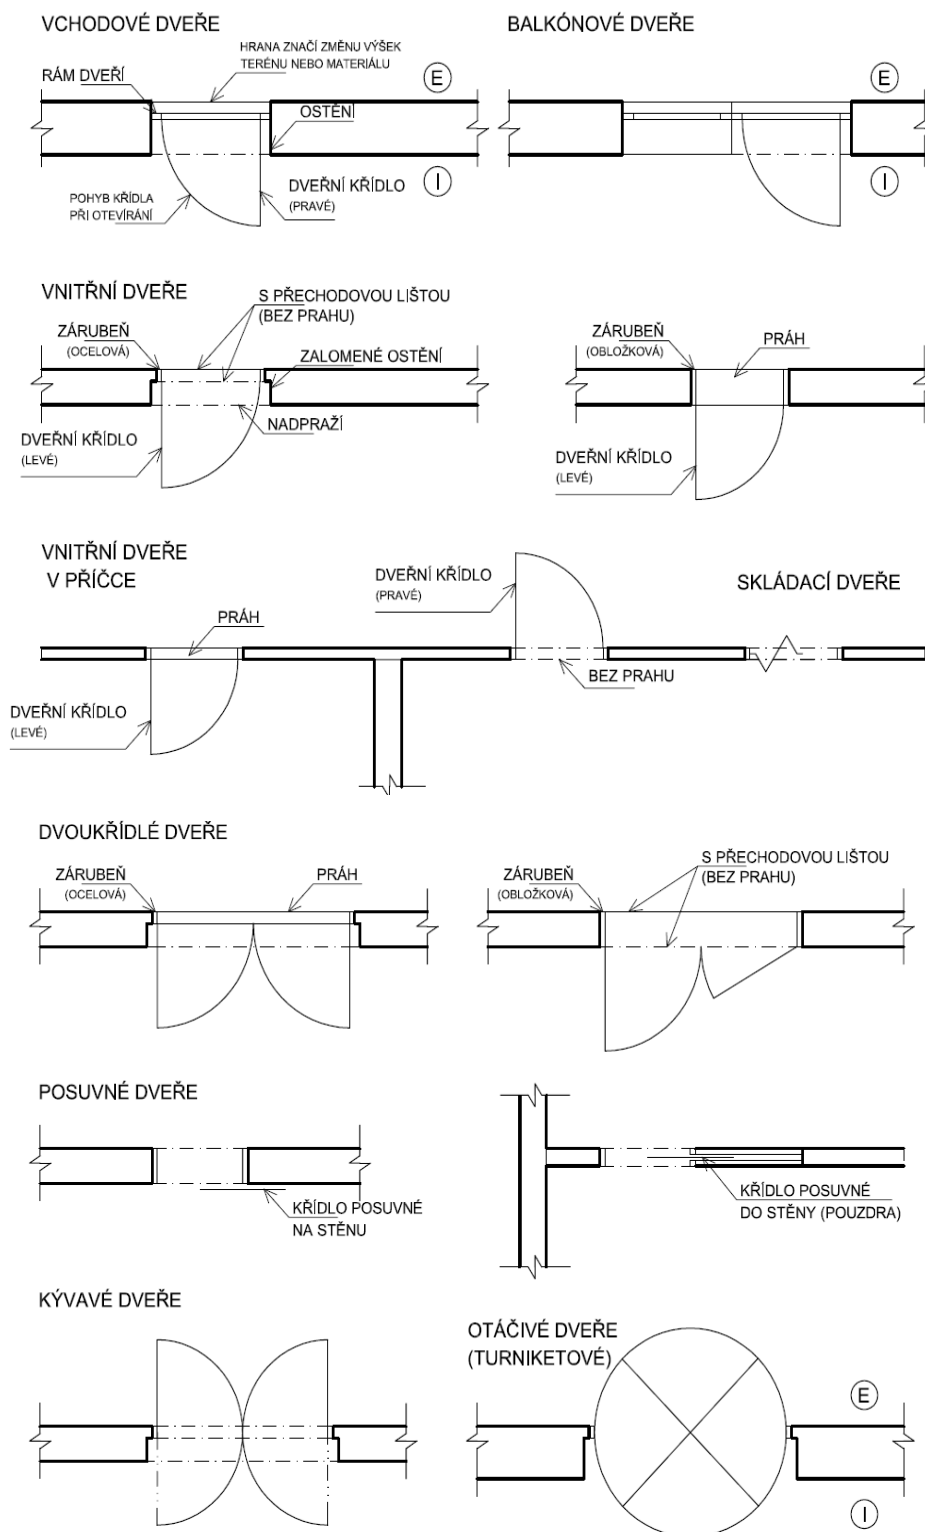 VCHODOVÉ DVEŘE
HRANA ZNAČÍ ZMĚNU VÝŠEK
TERÉNU NEBO MATERIÁLU
RÁM DVEŘÍ
E
OSTĚNÍ
I
DVEŘNÍ KŘÍDLO
(PRAVÉ)
POHYB KŘÍDLA
PŘI OTEVÍRÁNÍ
BALKÓNOVÉ DVEŘE
E
I
VNITŘNÍ DVEŘE
S PŘECHODOVOU LIŠTOU
(BEZ PRAHU)
ZÁRUBEŇ
(OCELOVÁ)
ZALOMENÉ OSTĚNÍ
NADPRAŽÍ
DVEŘNÍ KŘÍDLO
(LEVÉ)
ZÁRUBEŇ
(OBLOŽKOVÁ)
PRÁH
DVEŘNÍ KŘÍDLO
(LEVÉ)
VNITŘNÍ DVEŘE
V PŘÍČCE
DVEŘNÍ KŘÍDLO
(PRAVÉ)
SKLÁDACÍ DVEŘE
PRÁH
BEZ PRAHU
DVEŘNÍ KŘÍDLO
(LEVÉ)
DVOUKŘÍDLÉ DVEŘE
ZÁRUBEŇ
(OCELOVÁ)
PRÁH
S PŘECHODOVOU LIŠTOU
(BEZ PRAHU)
ZÁRUBEŇ
(OBLOŽKOVÁ)
POSUVNÉ DVEŘE
KŘÍDLO POSUVNÉ
NA STĚNU
KŘÍDLO POSUVNÉ
DO STĚNY (POUZDRA)
KÝVAVÉ DVEŘE
OTÁČIVÉ DVEŘE
(TURNIKETOVÉ)
E
I